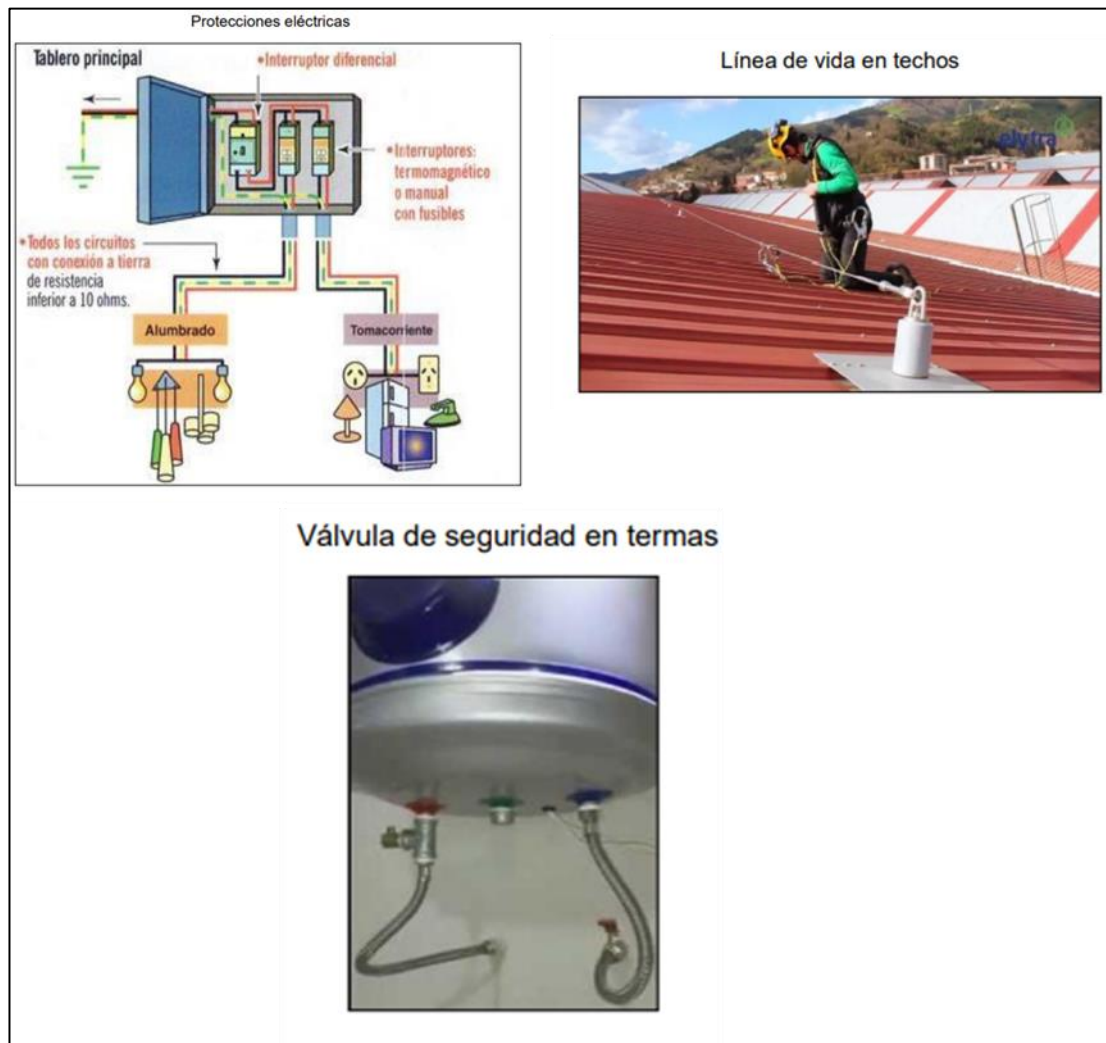 Protecciones eléctricas
Tablero principal
•Interruptor diferencial
•Interruptores:
termomagnético
o manual
con fusibles
•Todos los circuitos
con conexión a tierra
de resistencia
inferior a 10 ohms.
Alumbrado
Tomacorriente
Línea de vida en techos
elytra
Válvula de seguridad en termas